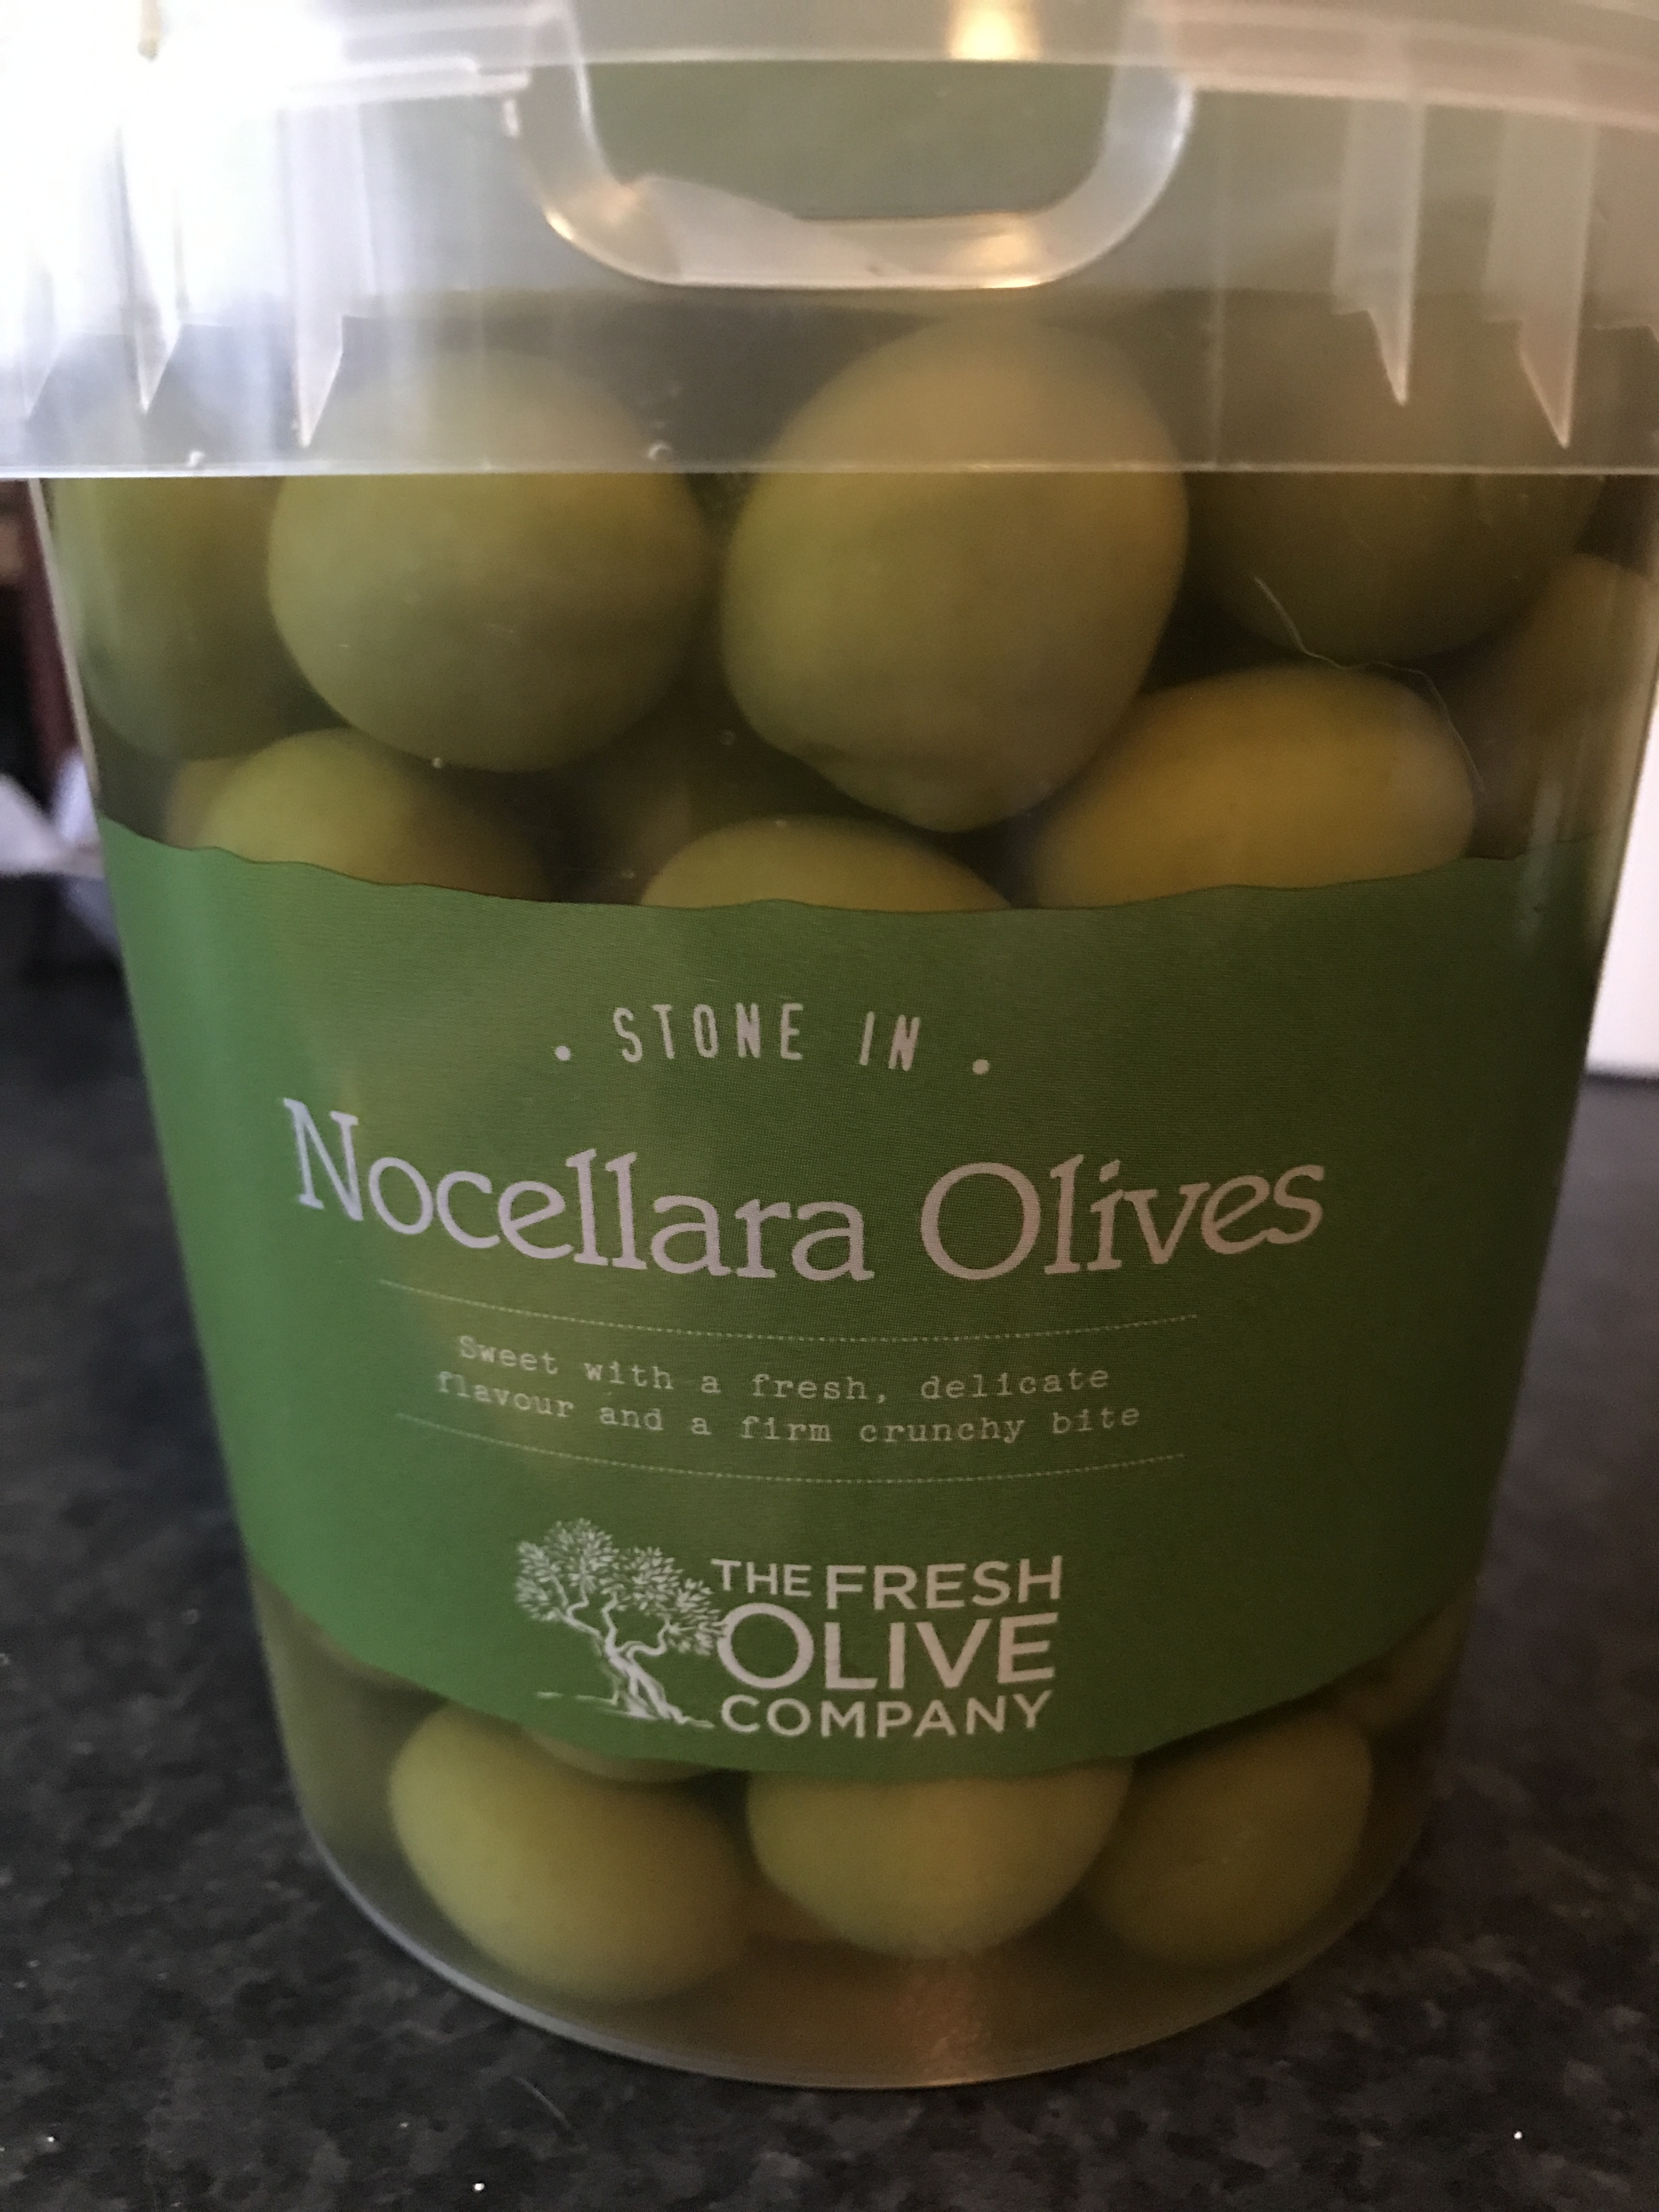 . STONE IN .
Nocellara Olives
Sweet with a fresh, delicate
flavour and a firm crunchy bite
THE FRESH
OLIVE
COMPANY